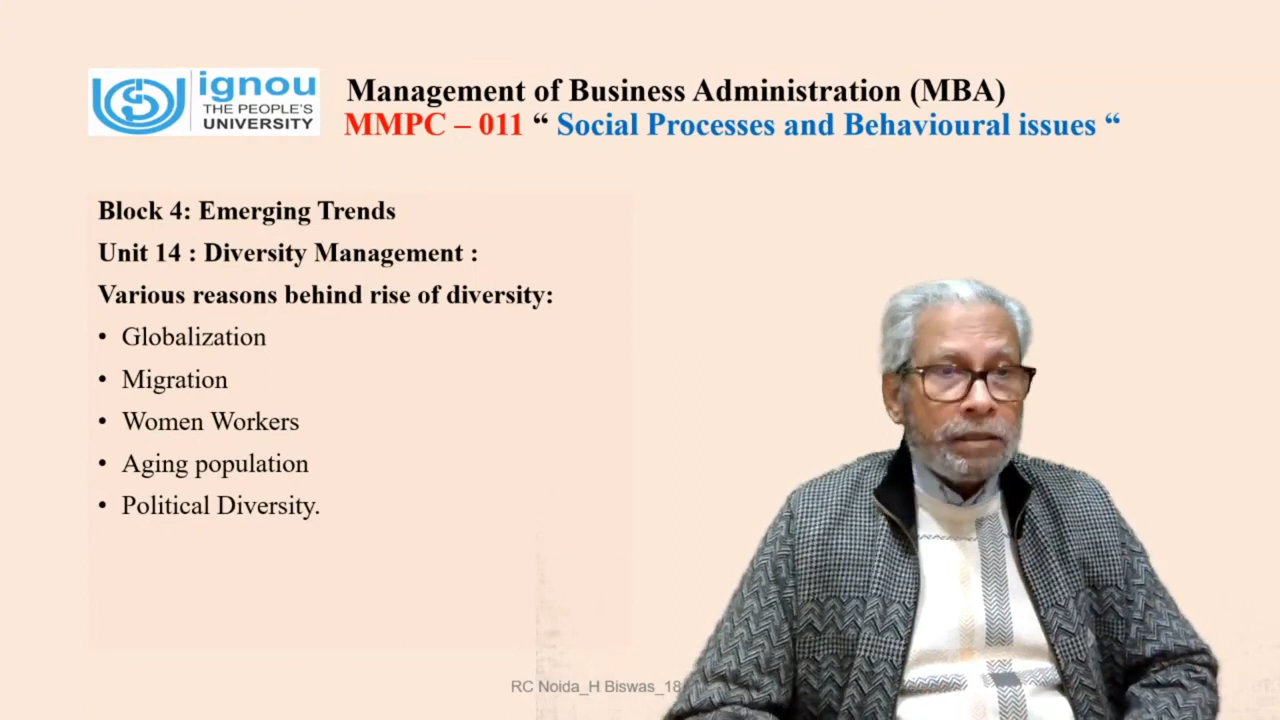 ignou
THE PEOPLE'S
UNIVERSITY
Management of Business Administration (MBA)
MMPC – 011 “ Social Processes and Behavioural issues “
Block 4: Emerging Trends
Unit 14 : Diversity Management :
Various reasons behind rise of diversity:
• Globalization
• Migration
• Women Workers
• Aging population
• Political Diversity.
RC Noida_H Biswas_18